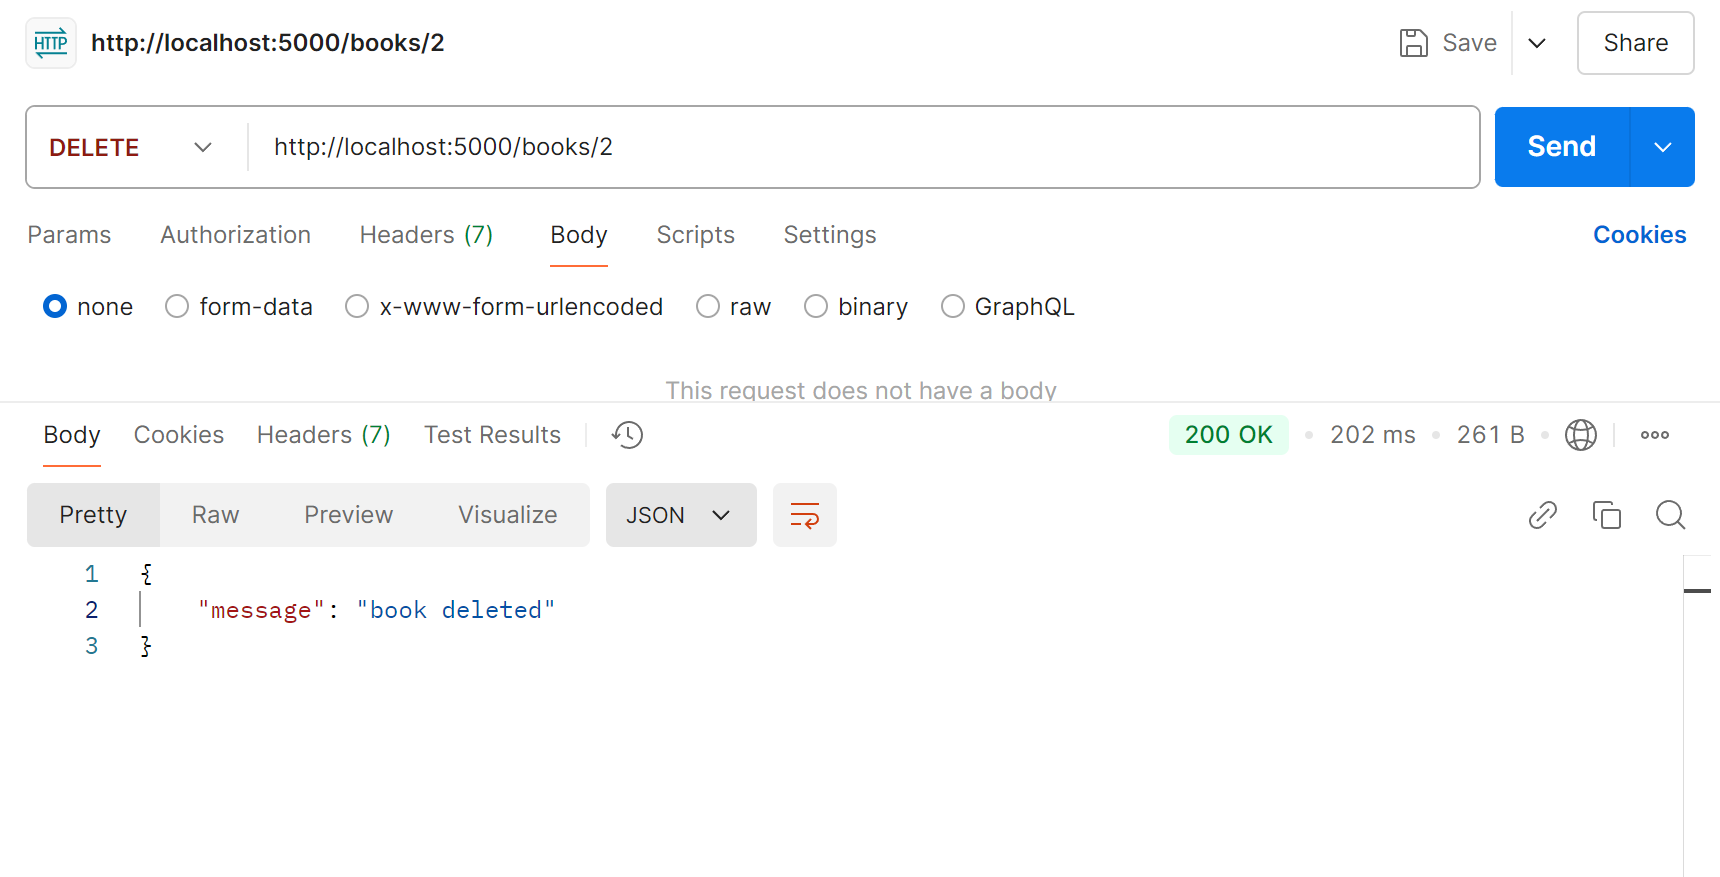 HTTP http://localhost:5000/books/2 Save Share
DELETE http://localhost:5000/books/2 Send
Params Authorization Headers (7) Body Scripts Settings Cookies
none form-data x-www-form-urlencoded raw binary GraphQL
This request does not have a body
Body Cookies Headers (7) Test Results 200 OK 202 ms 261 B
Pretty Raw Preview Visualize JSON
1 {
2 "message": "book deleted"
3 }